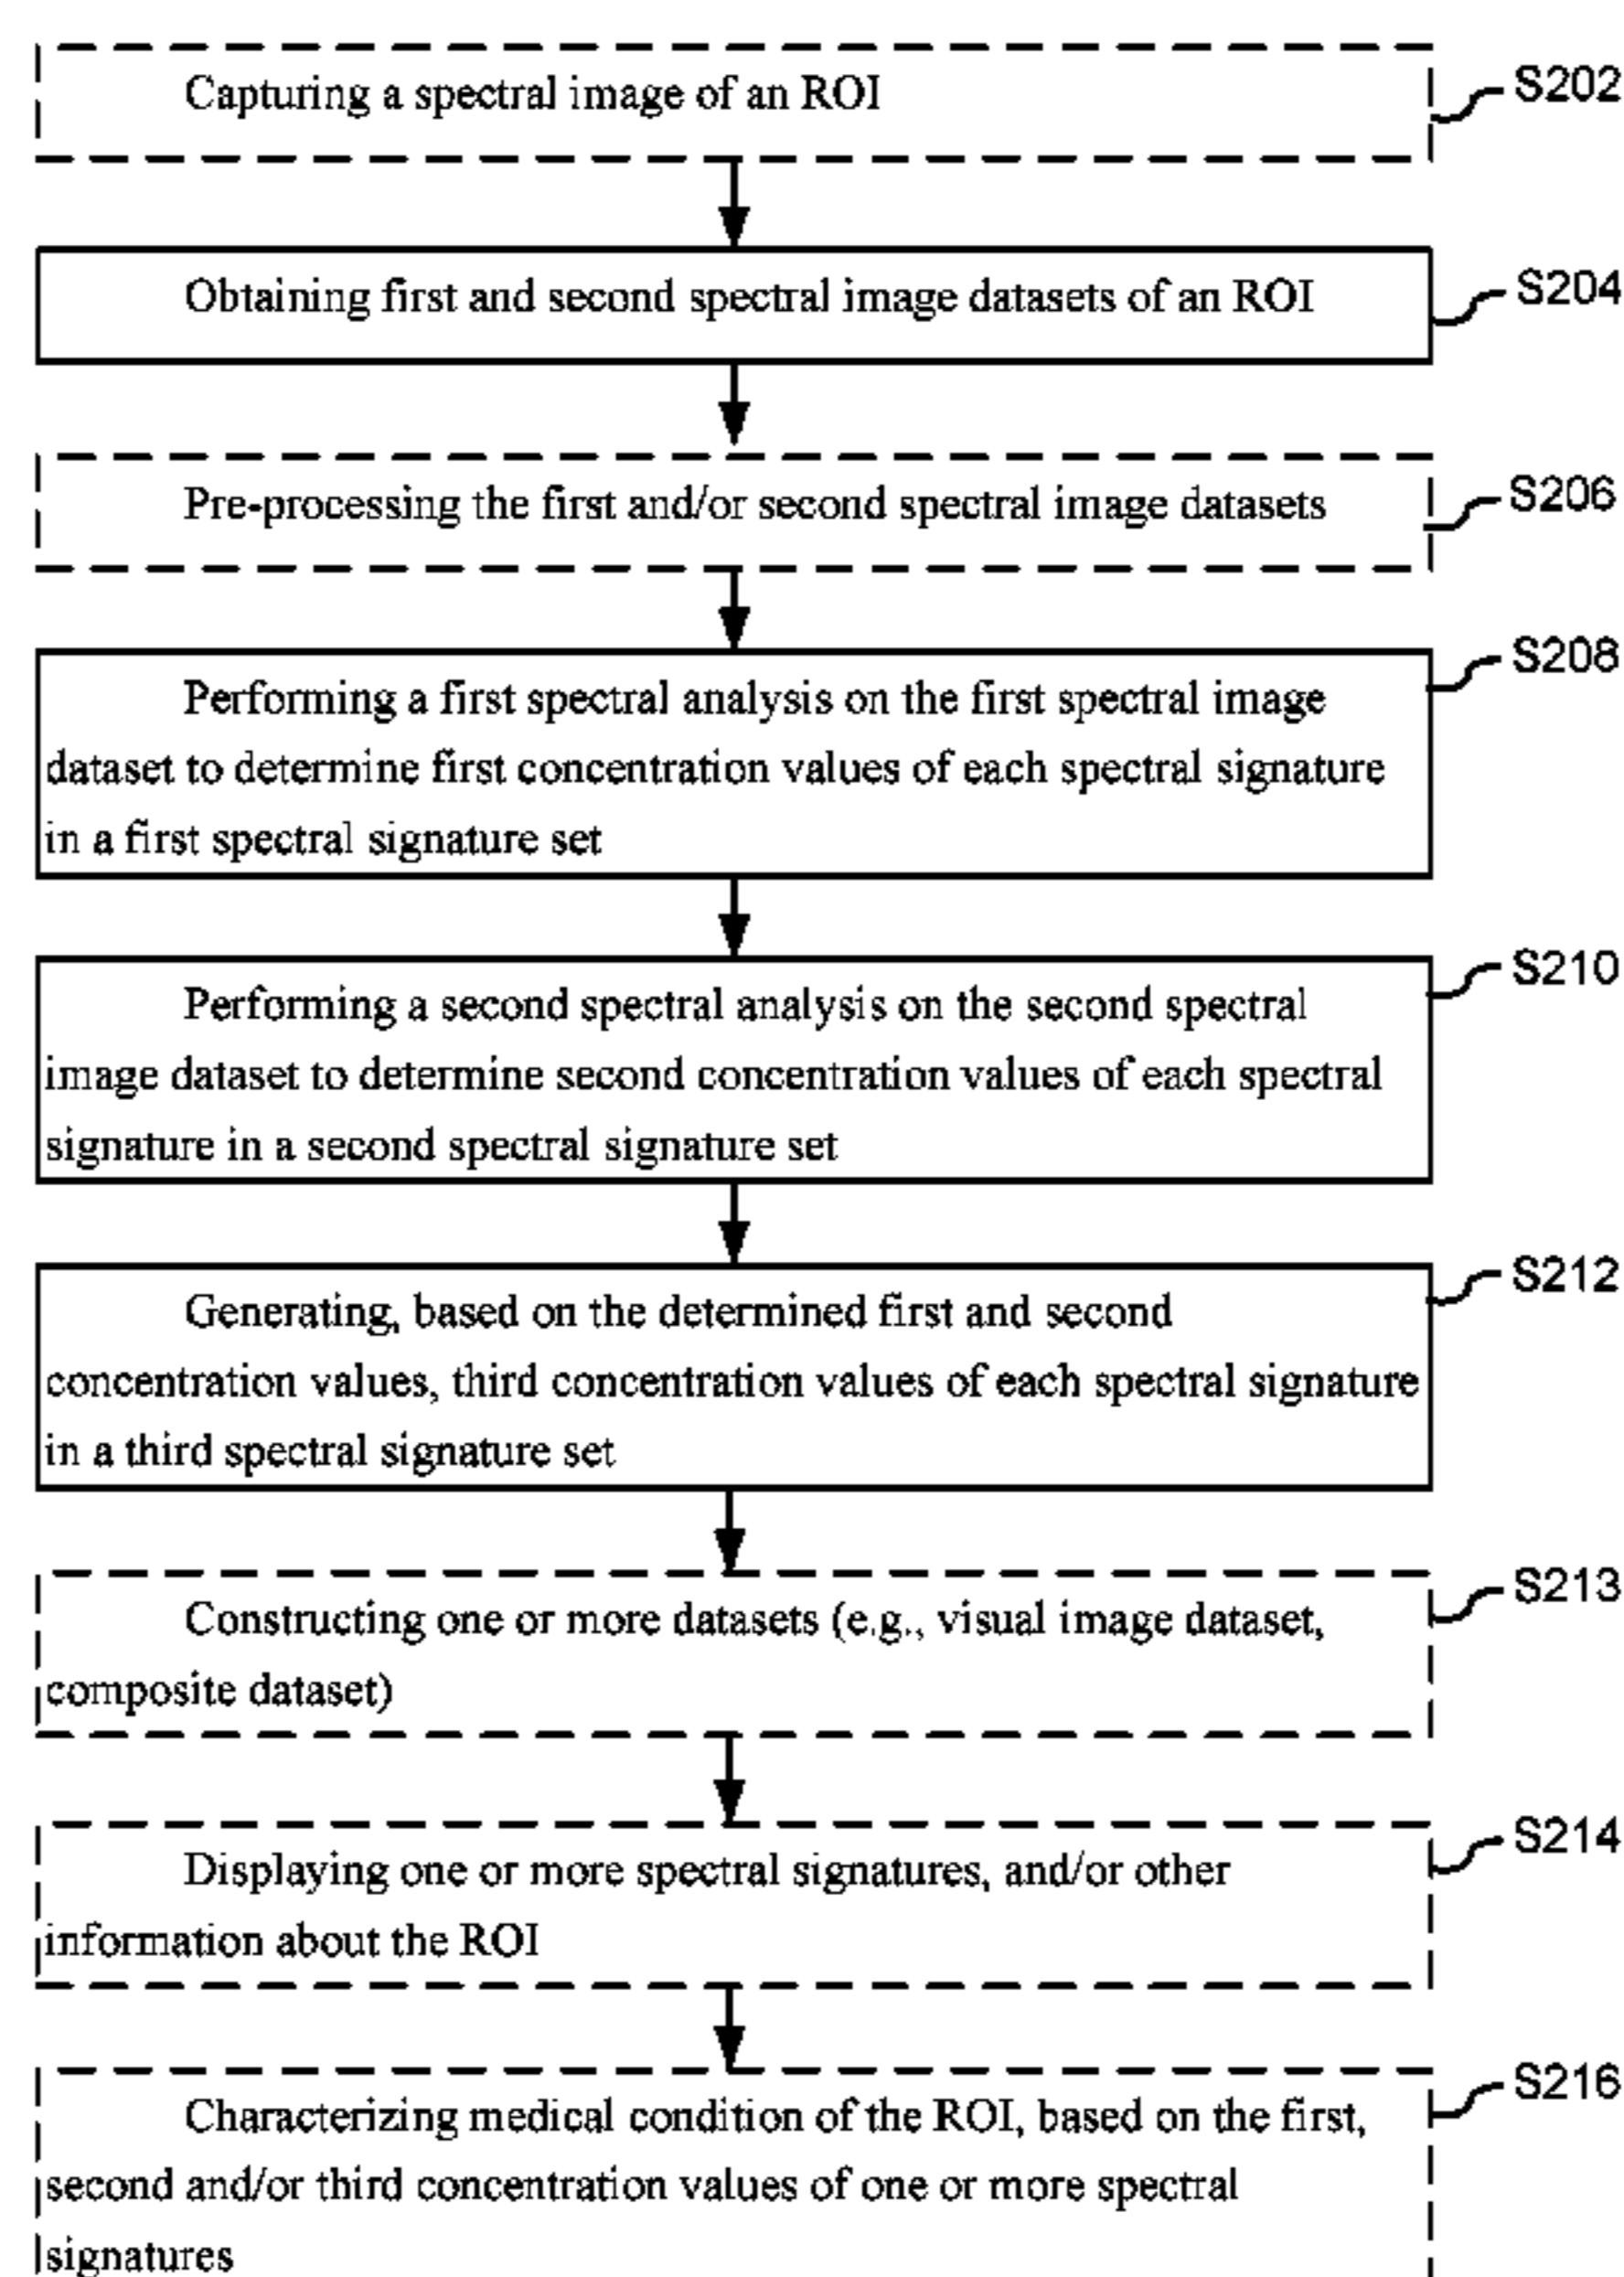 Capturing a spectral image of an ROI
S202
Obtaining first and second spectral image datasets of an ROI
S204
Pre-processing the first and/or second spectral image datasets
S206
Performing a first spectral analysis on the first spectral image
dataset to determine first concentration values of each spectral signature
in a first spectral signature set
S208
Performing a second spectral analysis on the second spectral
image dataset to determine second concentration values of each spectral
signature in a second spectral signature set
S210
Generating, based on the determined first and second
concentration values, third concentration values of each spectral signature
in a third spectral signature set
S212
Constructing one or more datasets (e.g., visual image dataset,
composite dataset)
S213
Displaying one or more spectral signatures, and/or other
information about the ROI
S214
Characterizing medical condition of the ROI, based on the first,
second and/or third concentration values of one or more spectral
signatures
S216